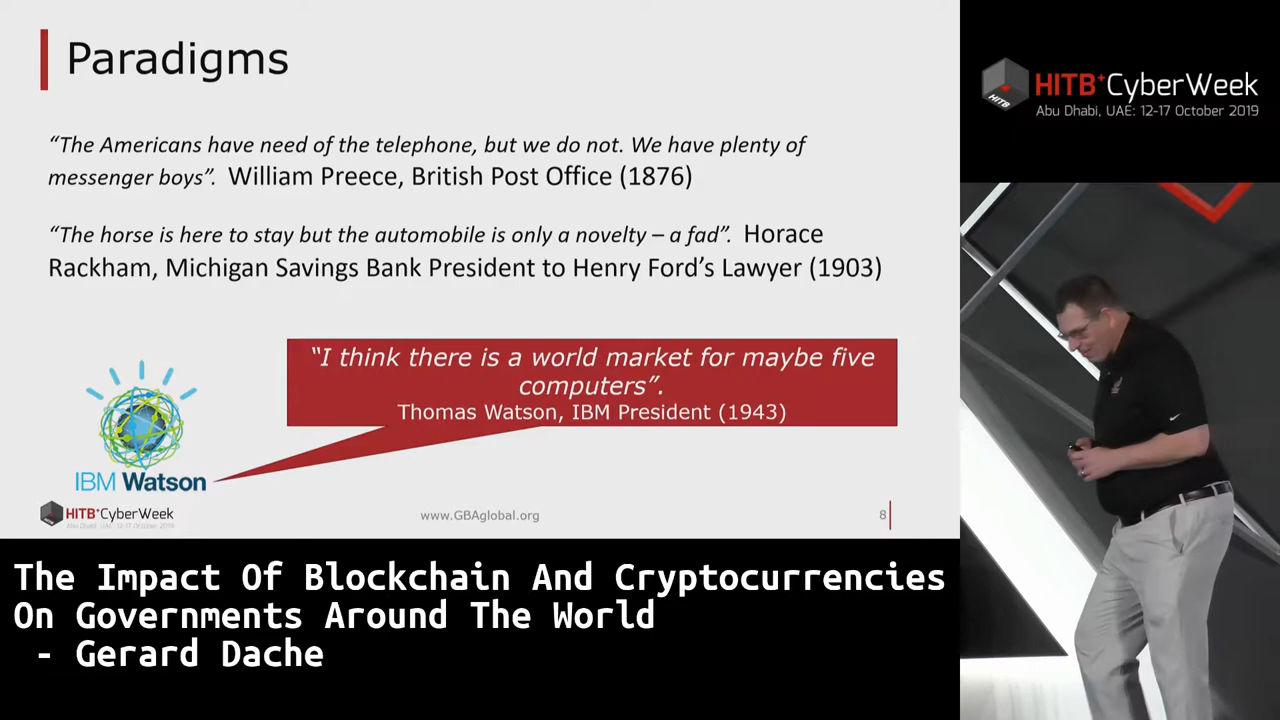 Paradigms
“The Americans have need of the telephone, but we do not. We have plenty of
messenger boys”. William Preece, British Post Office (1876)
“The horse is here to stay but the automobile is only a novelty – a fad”. Horace
Rackham, Michigan Savings Bank President to Henry Ford’s Lawyer (1903)
“I think there is a world market for maybe five
computers”.
Thomas Watson, IBM President (1943)
IBM Watson
HITB+CyberWeek
Abu Dhabi, UAE: 12-17 October 2019
www.GBAglobal.org
8
HITB
HITB+CyberWeek
Abu Dhabi, UAE: 12-17 October 2019
The Impact Of Blockchain And Cryptocurrencies
On Governments Around The World
- Gerard Dache